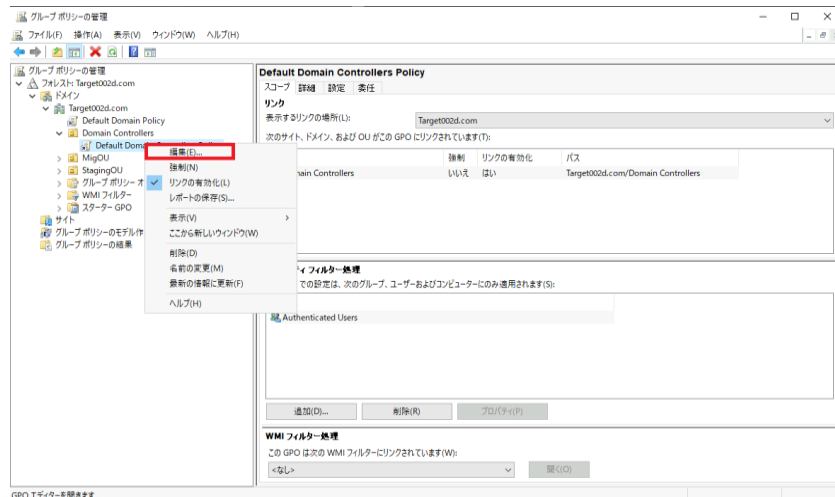 グループ ポリシーの管理
ファイル(F) 操作(A) 表示(V) ウィンドウ(W) ヘルプ(H)
グループ ポリシーの管理
フォレスト: Target002d.com
ドメイン
Target002d.com
Default Domain Policy
Domain Controllers
Default Dom
MigOU
StagingOU
グループ ポリシー オ
WMI フィルター
スターター GPO
サイト
グループ ポリシーのモデル作
グループ ポリシーの結果
編集(E)...
強制(N)
リンクの有効化(L)
レポートの保存(S)...
表示(V)
ここから新しいウィンドウ(W)
削除(D)
名前の変更(M)
最新の情報に更新(F)
ヘルプ(H)
Default Domain Controllers Policy
スコープ 詳細 設定 委任
リンク
表示するリンクの場所(L): Target002d.com
次のサイト、ドメイン、および OU がこの GPO にリンクされています(T):
強制 リンクの有効化 パス
main Controllers いいえ はい Target002d.com/Domain Controllers
ティ フィルター処理
での設定は、次のグループ、ユーザーおよびコンピューターにのみ適用されます(S):
Authenticated Users
追加(D)... 削除(R) プロパティ(P)
WMI フィルター処理
この GPO は次の WMI フィルターにリンクされています(W):
<なし> 開く(O)
GPO エディターを開きます